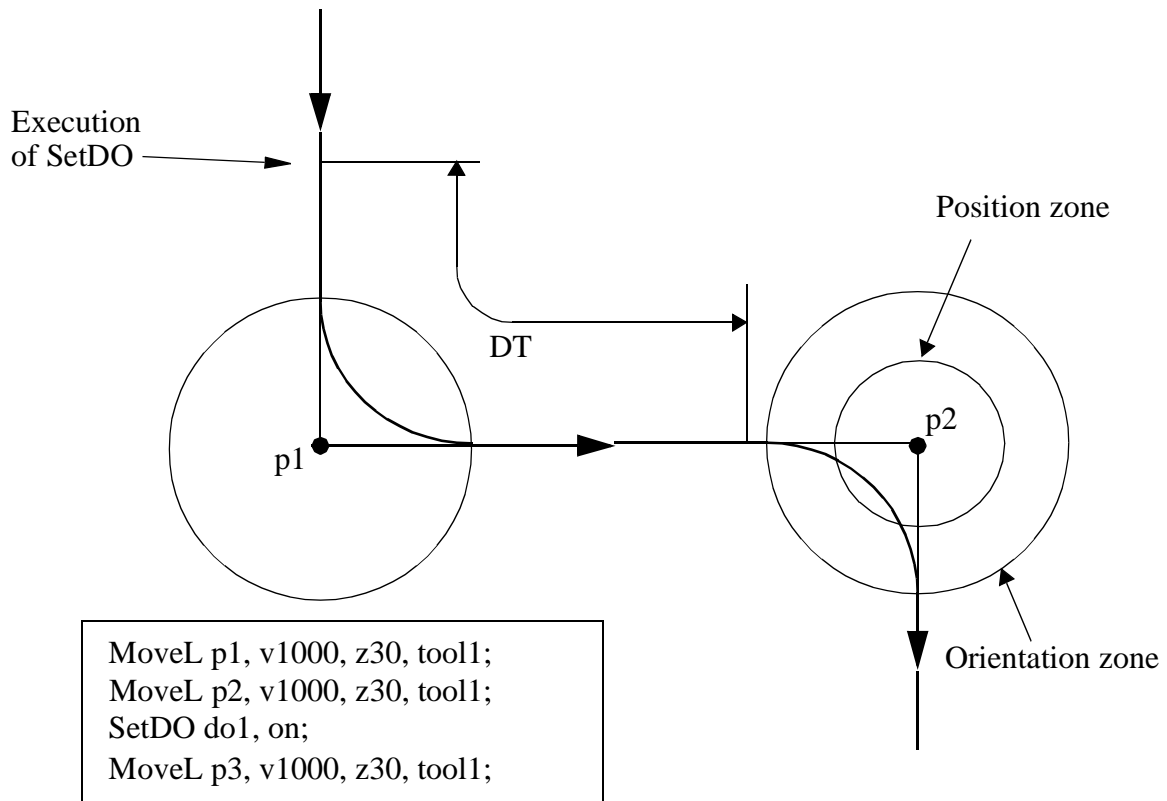 Execution
of SetDO
Position zone
DT
p2
p1
Orientation zone
MoveL p1, v1000, z30, tool1;
MoveL p2, v1000, z30, tool1;
SetDO do1, on;
MoveL p3, v1000, z30, tool1;